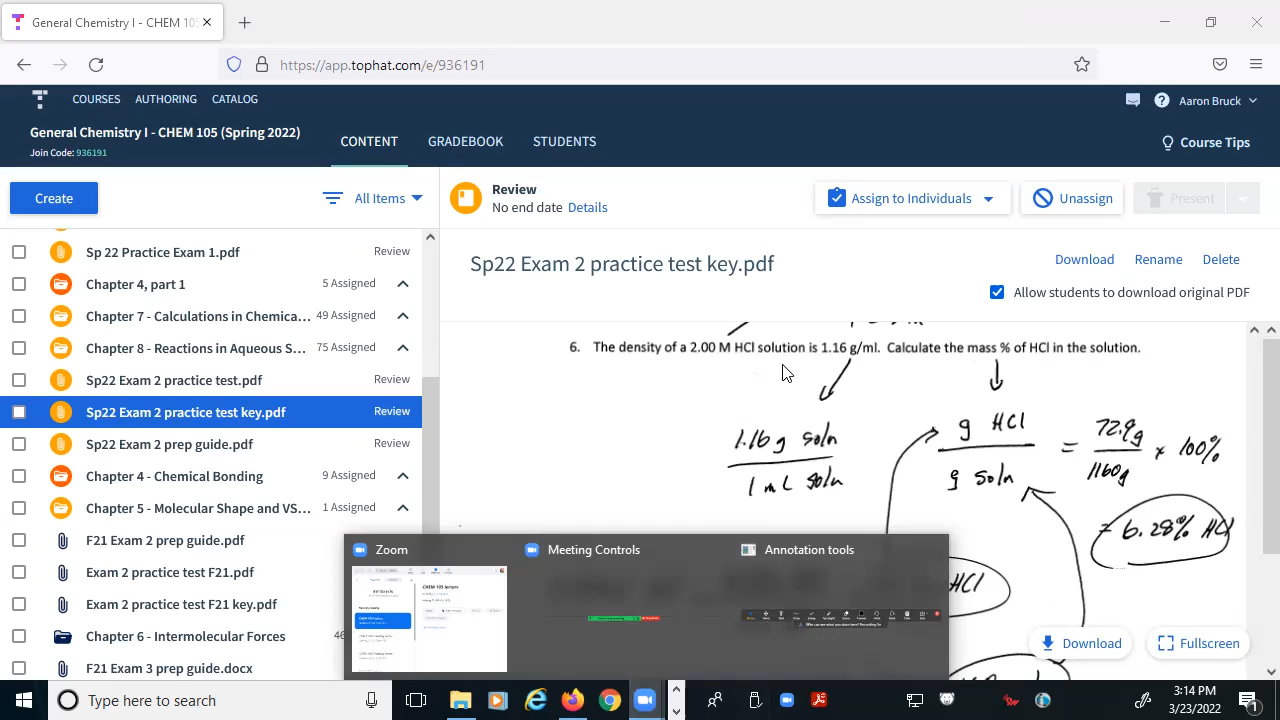 General Chemistry I - CHEM 105
https://app.tophat.com/e/936191
COURSES AUTHORING CATALOG
Aaron Bruck
General Chemistry I - CHEM 105 (Spring 2022)
Join Code: 936191
CONTENT GRADEBOOK STUDENTS
Course Tips
Create
All Items
Review
No end date Details
Assign to Individuals
Unassign
Present
Sp 22 Practice Exam 1.pdf Review
Chapter 4, part 1 5 Assigned
Chapter 7 - Calculations in Chemica... 49 Assigned
Chapter 8 - Reactions in Aqueous S... 75 Assigned
Sp22 Exam 2 practice test.pdf Review
Sp22 Exam 2 practice test key.pdf Review
Sp22 Exam 2 prep guide.pdf Review
Chapter 4 - Chemical Bonding 9 Assigned
Chapter 5 - Molecular Shape and VS... 1 Assigned
F21 Exam 2 prep guide.pdf
Exam 2 practice test F21.pdf
Exam 2 practice test F21 key.pdf
Chapter 6 - Intermolecular Forces 46
F21 Exam 3 prep guide.docx
Sp22 Exam 2 practice test key.pdf
Download Rename Delete
Allow students to download original PDF
6. The density of a 2.00 M HCl solution is 1.16 g/ml. Calculate the mass % of HCl in the solution.
1.16g soln
1 mL soln
g HCl
g soln
= 72.9g
1160g
× 100%
= 6.28% HCl
HCl
Zoom
Meeting Controls
Annotation tools
CHEM 105 lecture
Download
Fullscreen
Type here to search
3:14 PM
3/23/2022
1